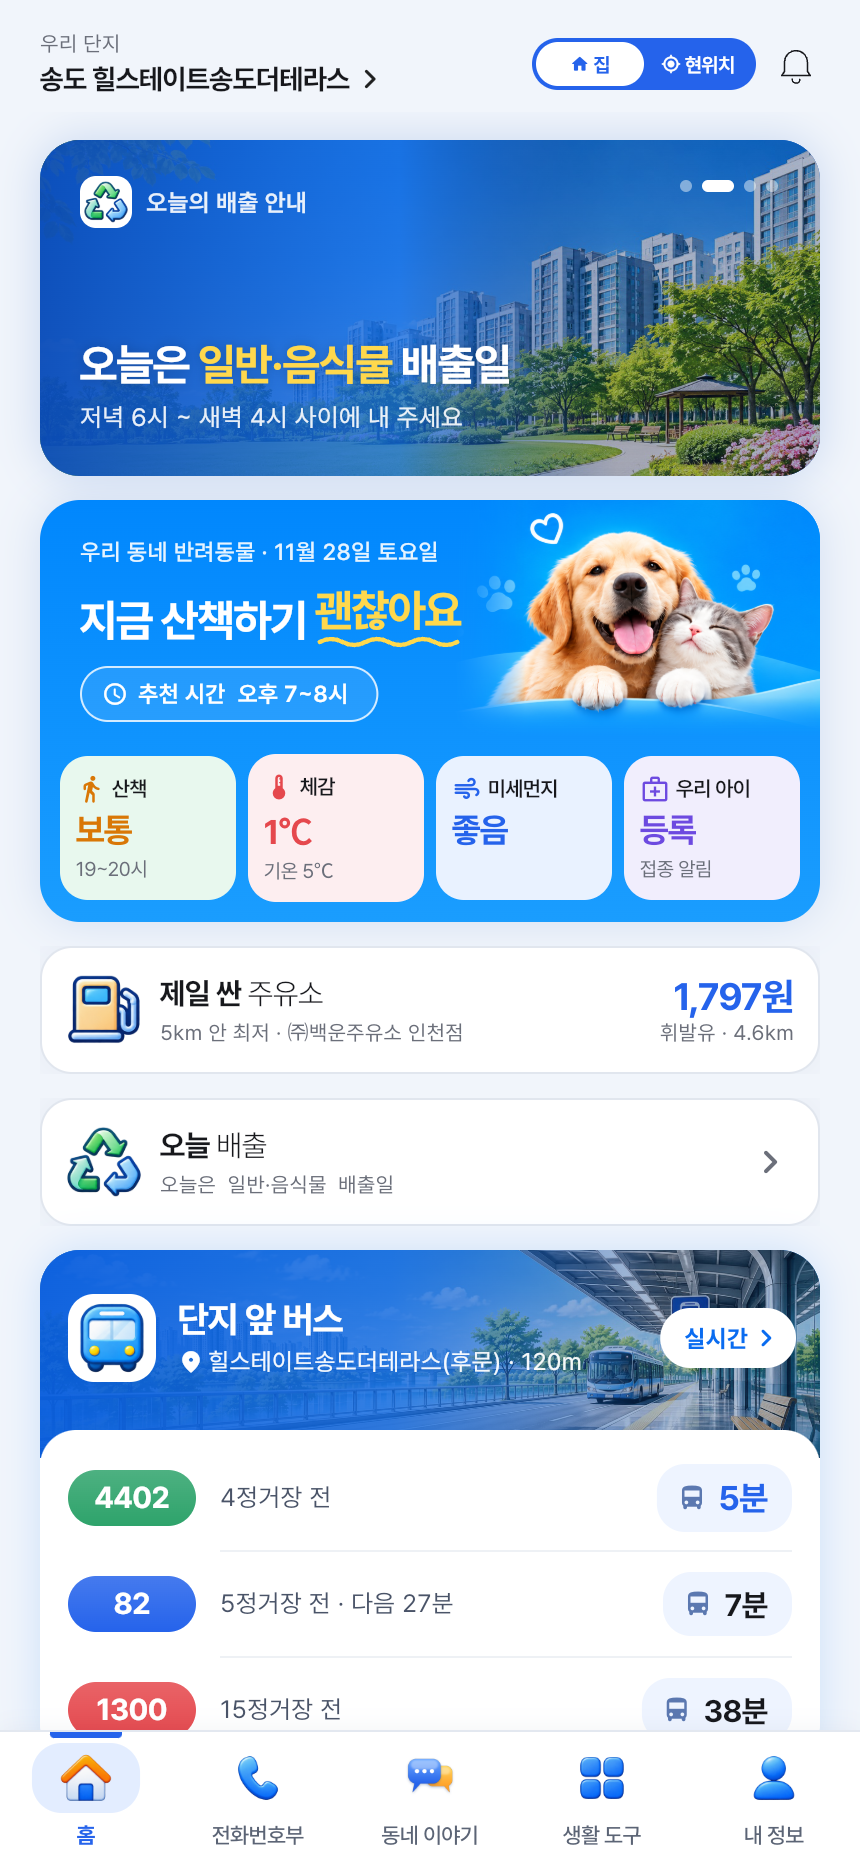 우리 단지
송도 힐스테이트송도더테라스
집
현위치
오늘의 배출 안내
오늘은 일반·음식물 배출일
저녁 6시 ~ 새벽 4시 사이에 내 주세요
우리 동네 반려동물 · 11월 28일 토요일
지금 산책하기 괜찮아요
추천 시간 오후 7~8시
산책
보통
19~20시
체감
1°C
기온 5°C
미세먼지
좋음
우리 아이
등록
접종 알림
제일 싼 주유소
1,797원
5km 안 최저 · ㈜백운주유소 인천점
휘발유 · 4.6km
오늘 배출
오늘은 일반·음식물 배출일
단지 앞 버스
힐스테이트송도더테라스(후문) · 120m
실시간
4402
4정거장 전
5분
82
5정거장 전 · 다음 27분
7분
1300
15정거장 전
38분
홈
전화번호부
동네 이야기
생활 도구
내 정보